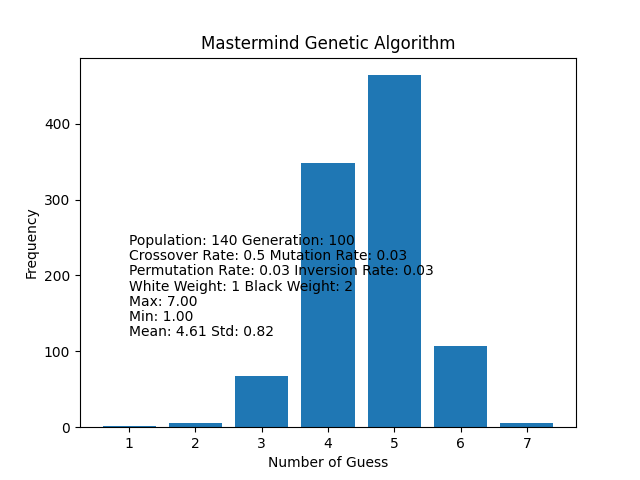 Mastermind Genetic Algorithm
Frequency
400
300
200
100
0
Population: 140 Generation: 100
Crossover Rate: 0.5 Mutation Rate: 0.03
Permutation Rate: 0.03 Inversion Rate: 0.03
White Weight: 1 Black Weight: 2
Max: 7.00
Min: 1.00
Mean: 4.61 Std: 0.82
1 2 3 4 5 6 7
Number of Guess